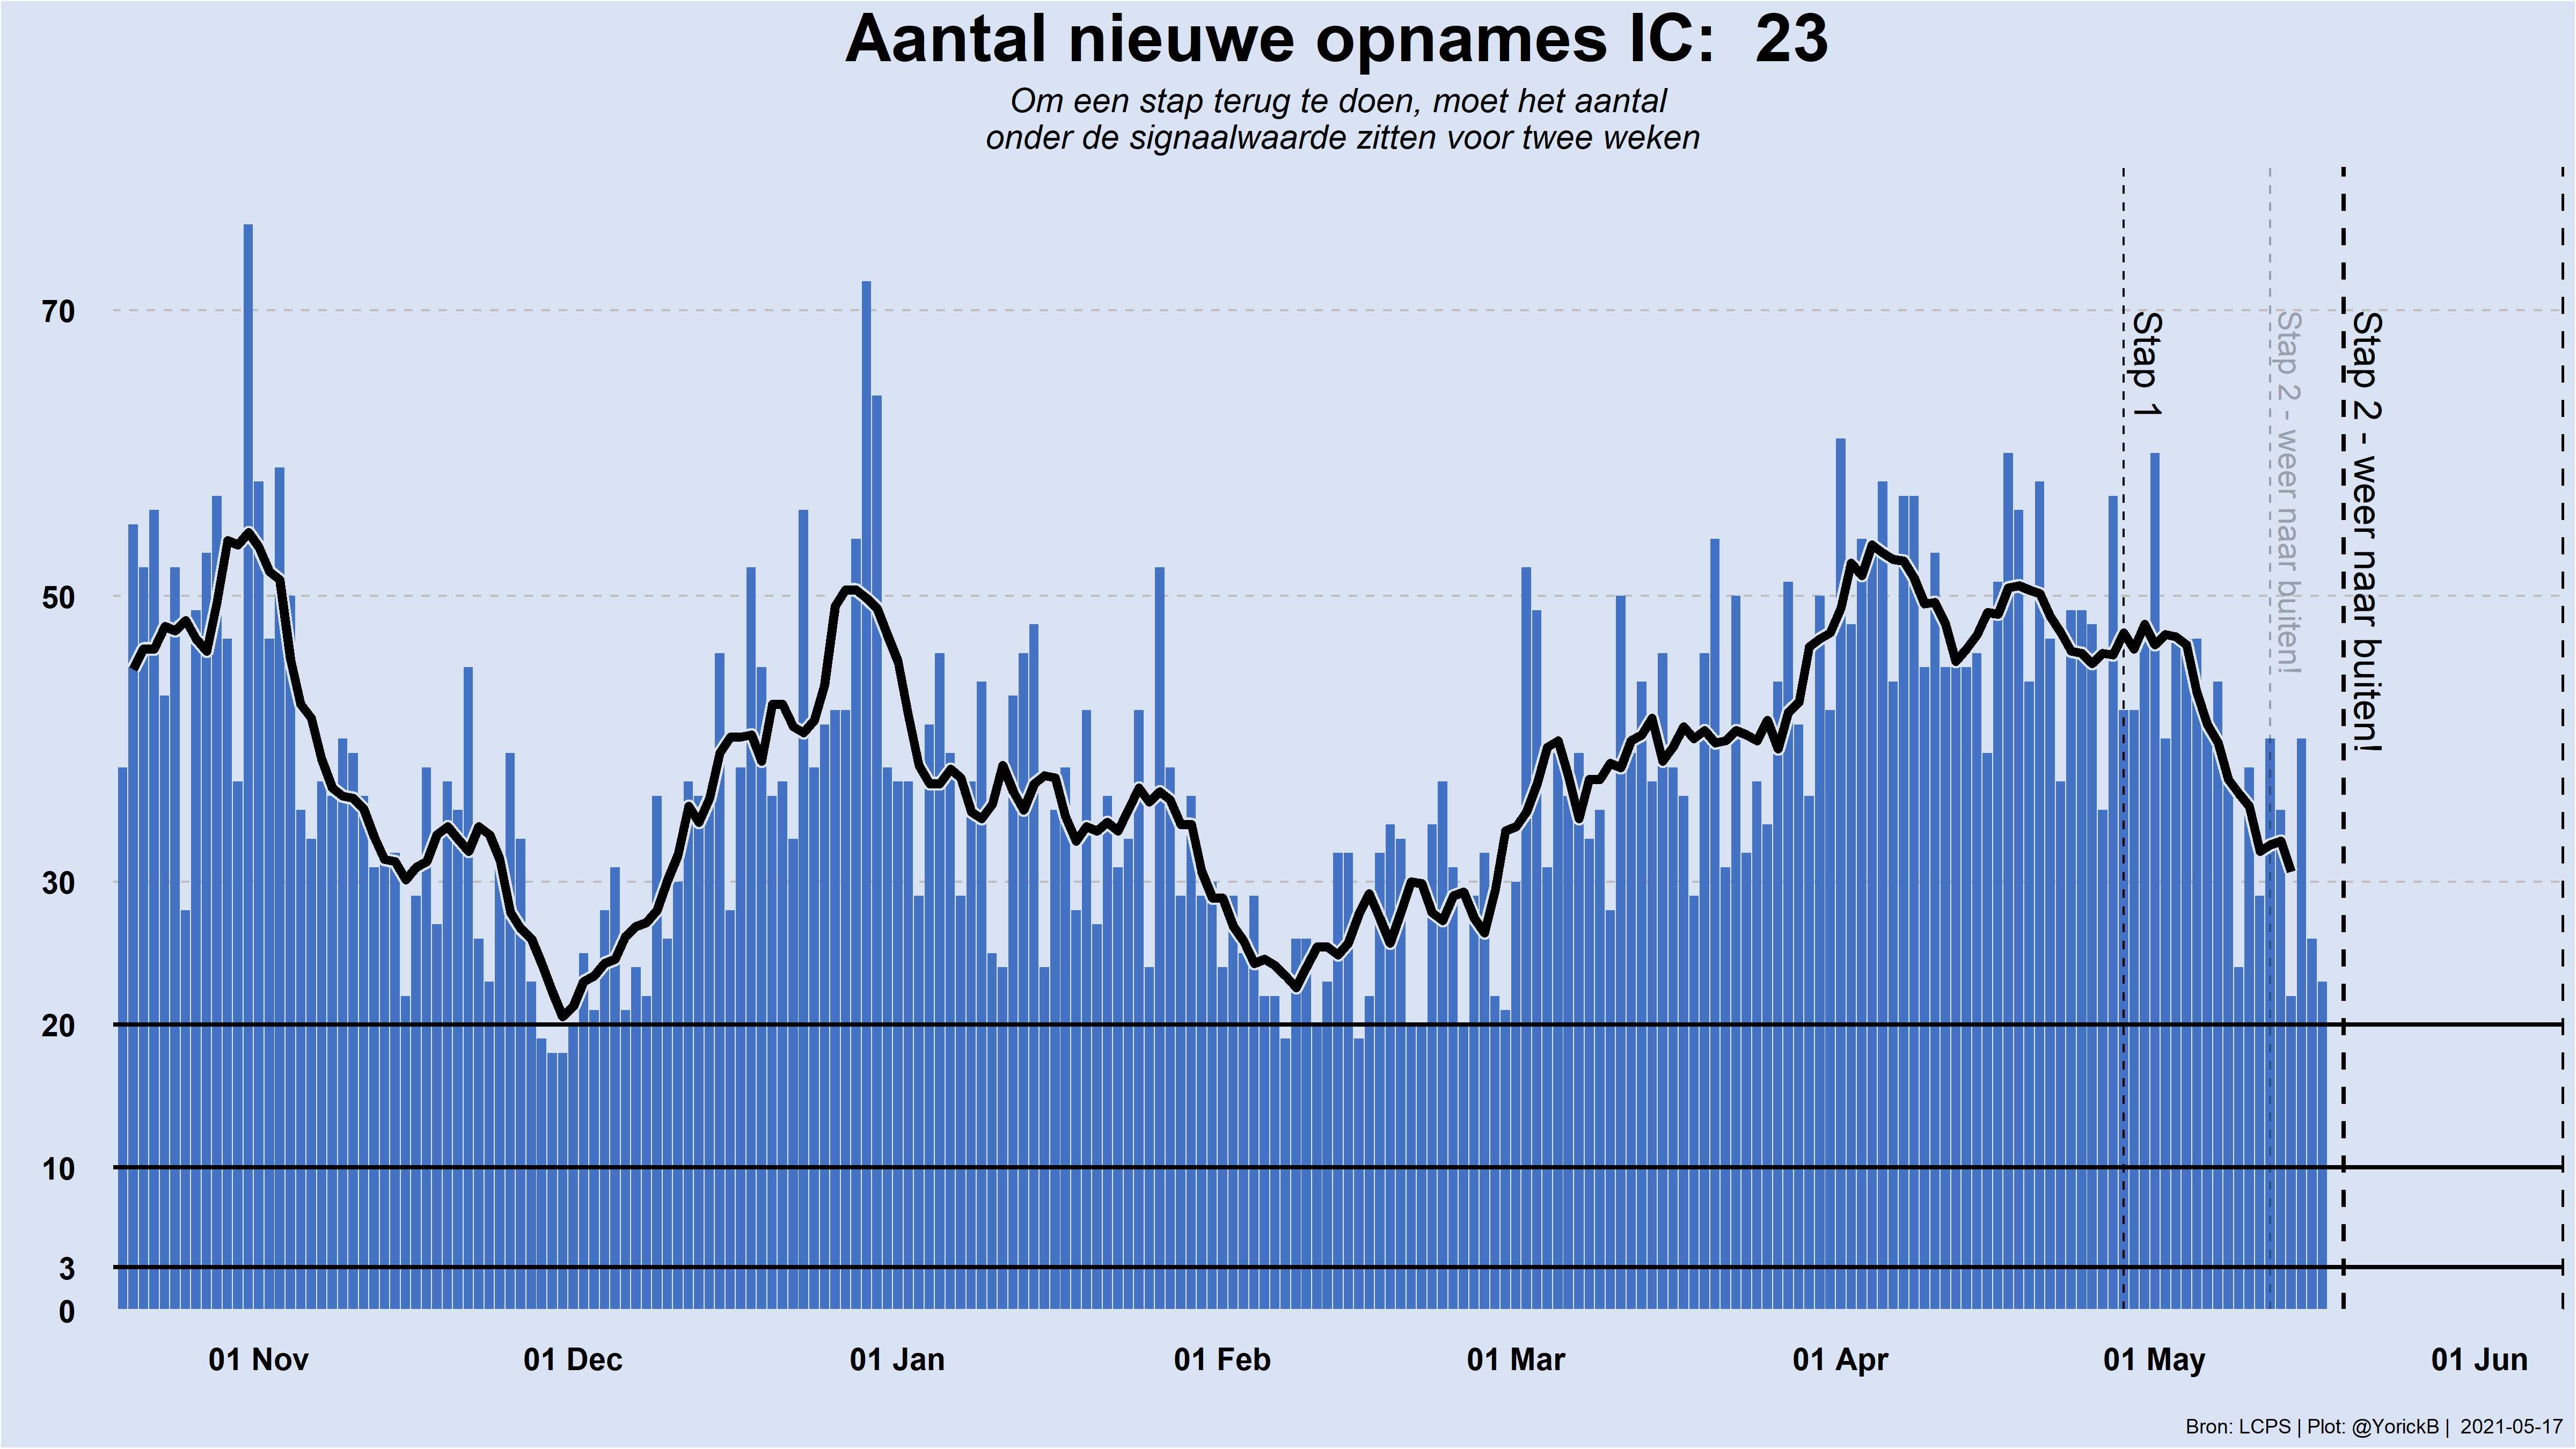 Aantal nieuwe opnames IC:  23
Om een stap terug te doen, moet het aantal
onder de signaalwaarde zitten voor twee weken
70
50
30
20
10
3
0
Stap 1
Stap 2 - weer naar buiten!
Stap 2 - weer naar buiten!
01 Nov
01 Dec
01 Jan
01 Feb
01 Mar
01 Apr
01 May
01 Jun
Bron: LCPS | Plot: @YorickB |  2021-05-17